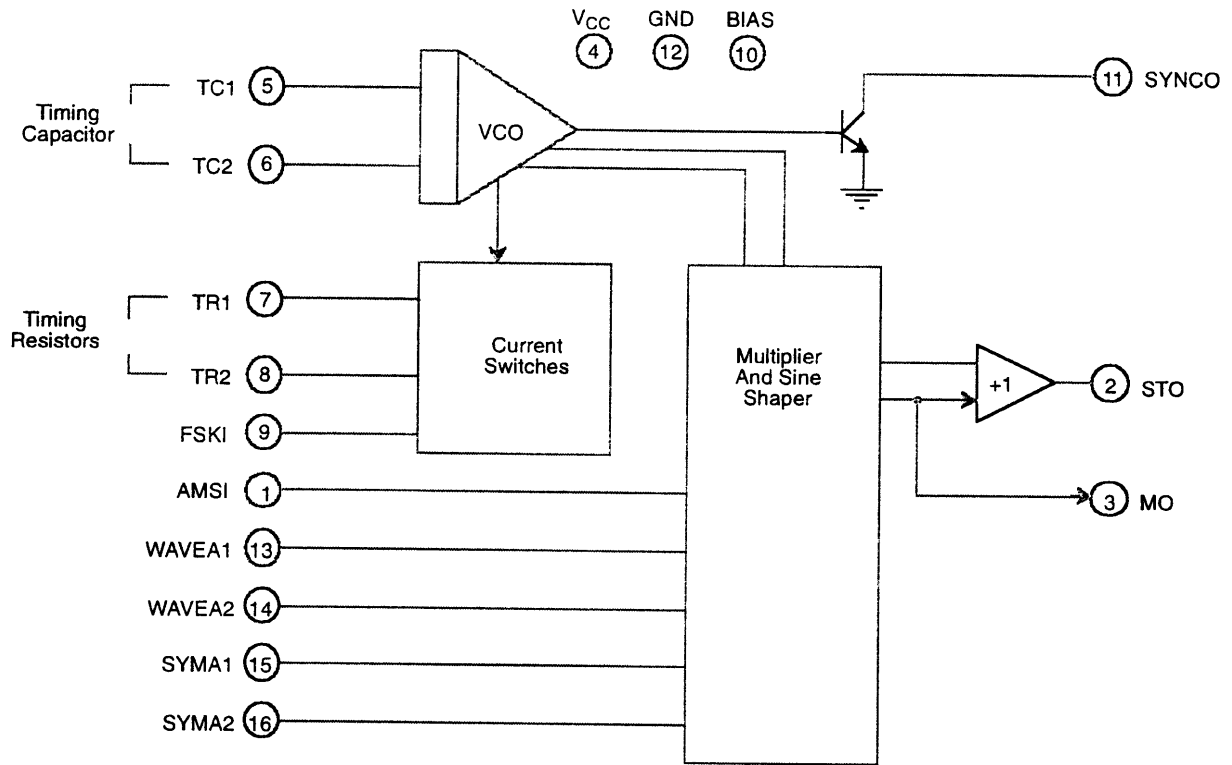 VCC GND BIAS
4 12 10
TC1 5
11 SYNCO
Timing
Capacitor
VCO
TC2 6
TR1 7
Timing
Resistors
Current
Switches
Multiplier
And Sine
Shaper
TR2 8
+1
2 STO
FSKI 9
AMSI 1
3 MO
WAVEA1 13
WAVEA2 14
SYMA1 15
SYMA2 16